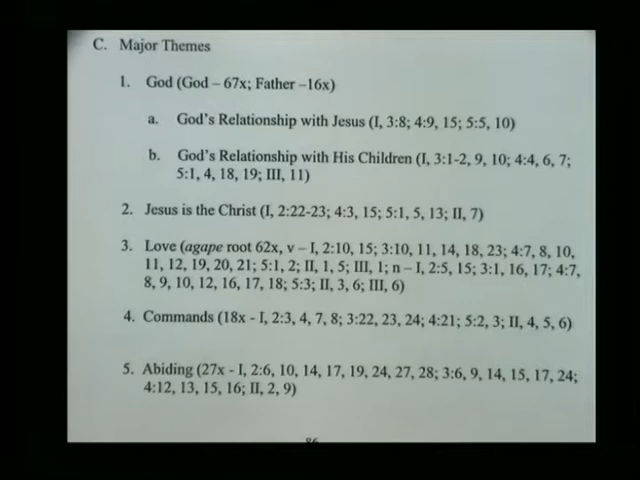 C. Major Themes
1. God (God – 67x; Father –16x)
a. God's Relationship with Jesus (I, 3:8; 4:9, 15; 5:5, 10)
b. God's Relationship with His Children (I, 3:1-2, 9, 10; 4:4, 6, 7;
5:1, 4, 18, 19; III, 11)
2. Jesus is the Christ (I, 2:22-23; 4:3, 15; 5:1, 5, 13; II, 7)
3. Love (agape root 62x, v – I, 2:10, 15; 3:10, 11, 14, 18, 23; 4:7, 8, 10,
11, 12, 19, 20, 21; 5:1, 2; II, 1, 5; III, 1; n – I, 2:5, 15; 3:1, 16, 17; 4:7,
8, 9, 10, 12, 16, 17, 18; 5:3; II, 3, 6; III, 6)
4. Commands (18x - I, 2:3, 4, 7, 8; 3:22, 23, 24; 4:21; 5:2, 3; II, 4, 5, 6)
5. Abiding (27x - I, 2:6, 10, 14, 17, 19, 24, 27, 28; 3:6, 9, 14, 15, 17, 24;
4:12, 13, 15, 16; II, 2, 9)